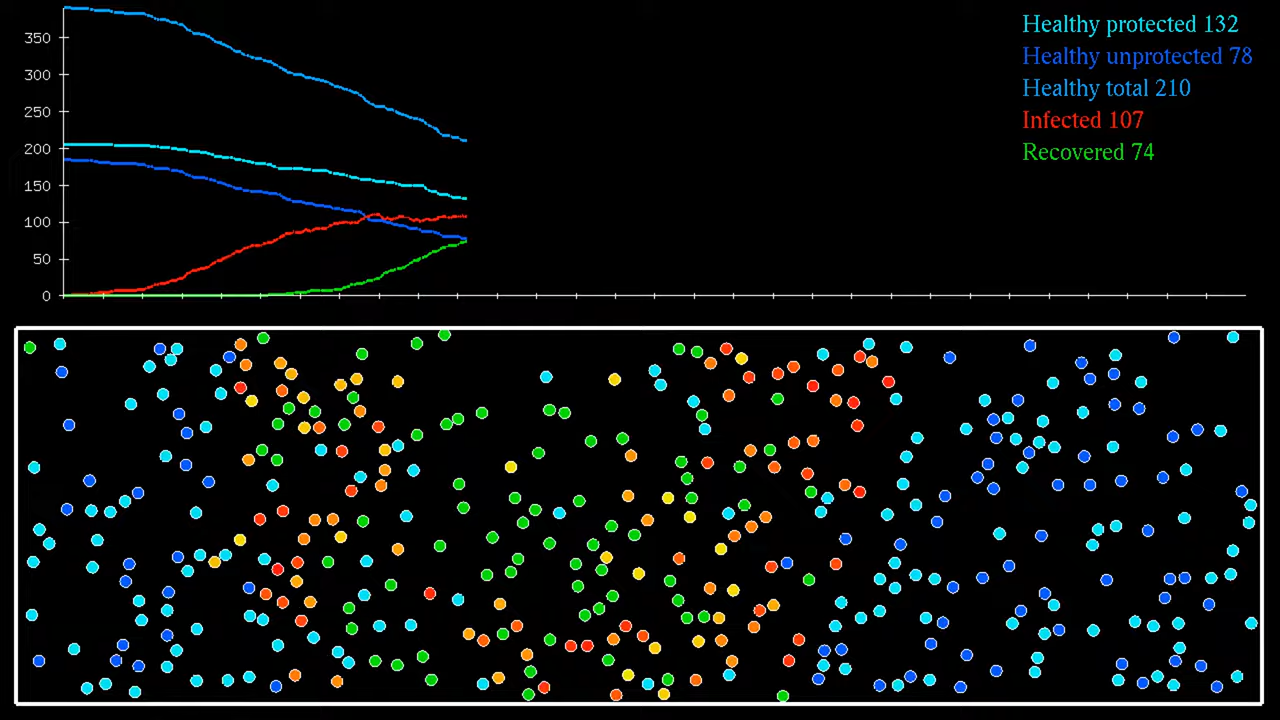 350
300
250
200
150
100
50
0
Healthy protected 132
Healthy unprotected 78
Healthy total 210
Infected 107
Recovered 74